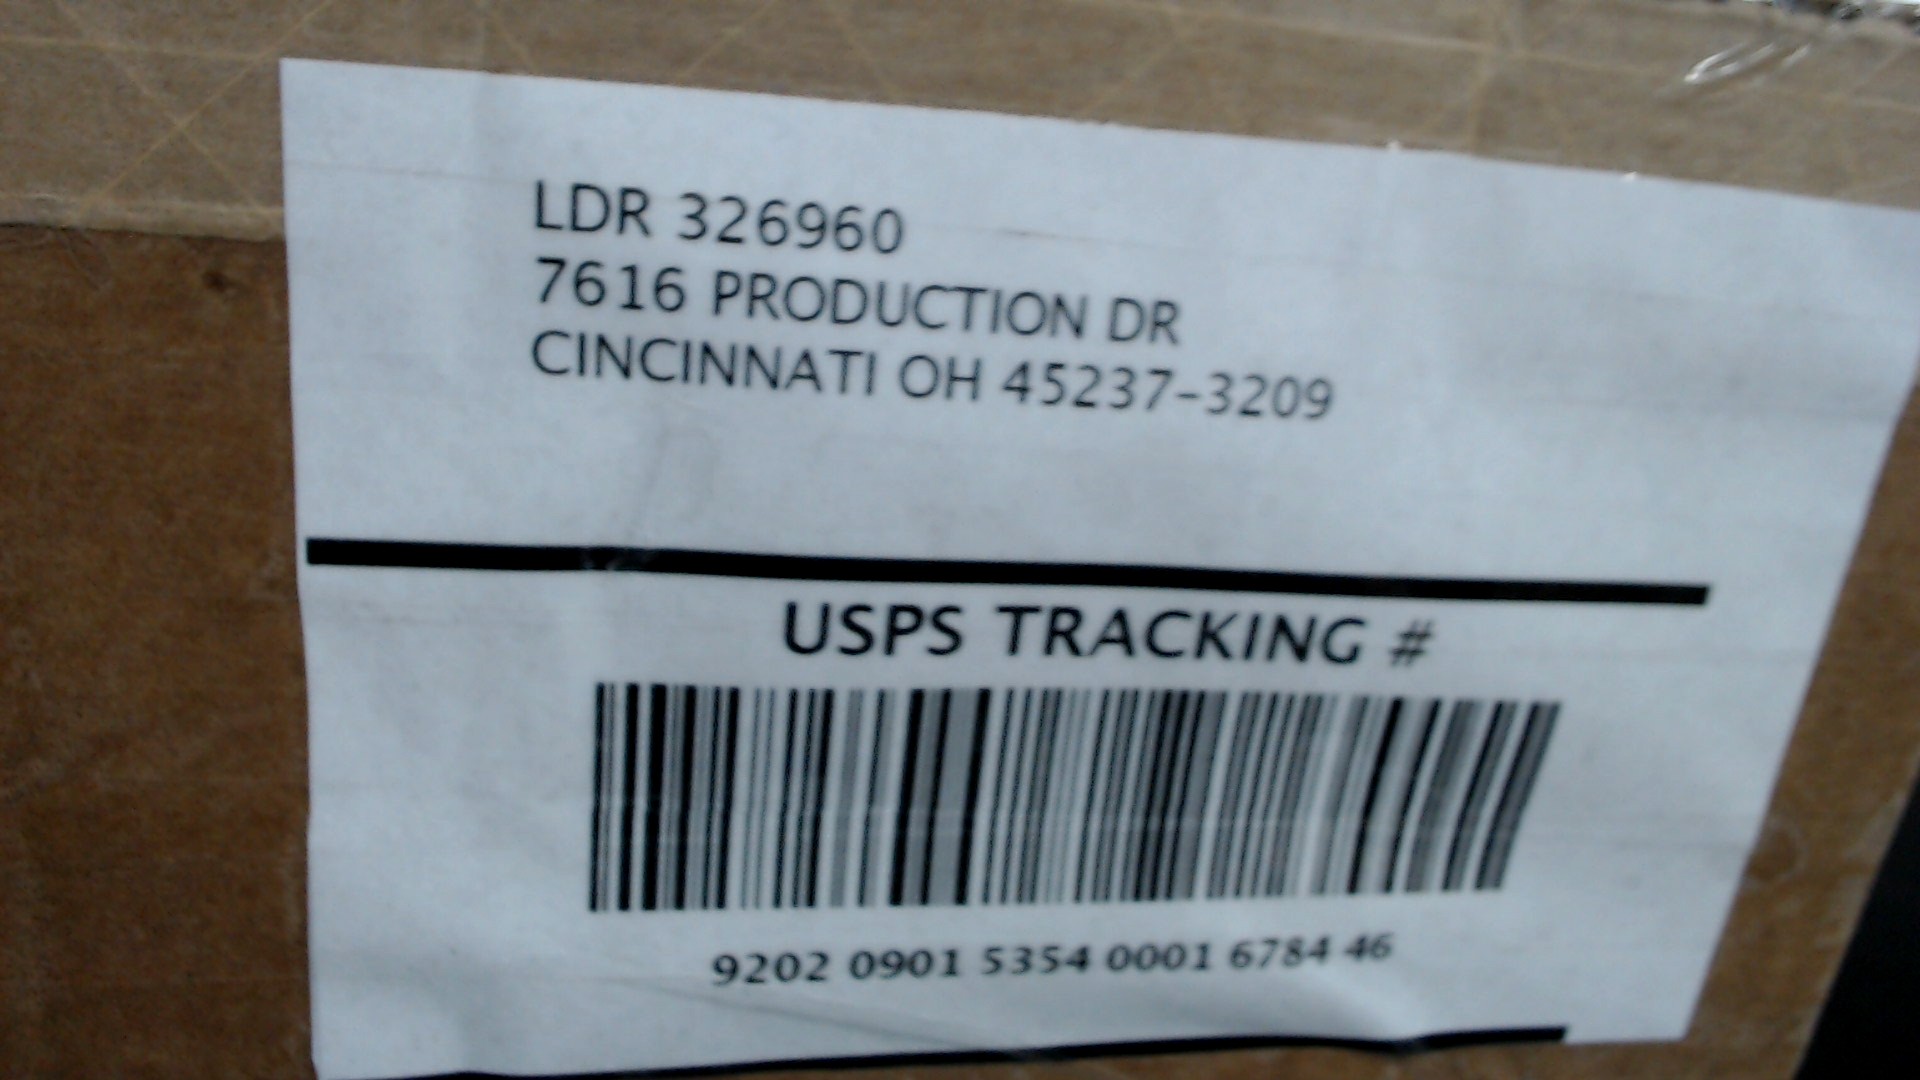 LDR 326960
7616 PRODUCTION DR
CINCINNATI OH 45237-3209
USPS TRACKING #
9202 0901 5354 0001 6784 46